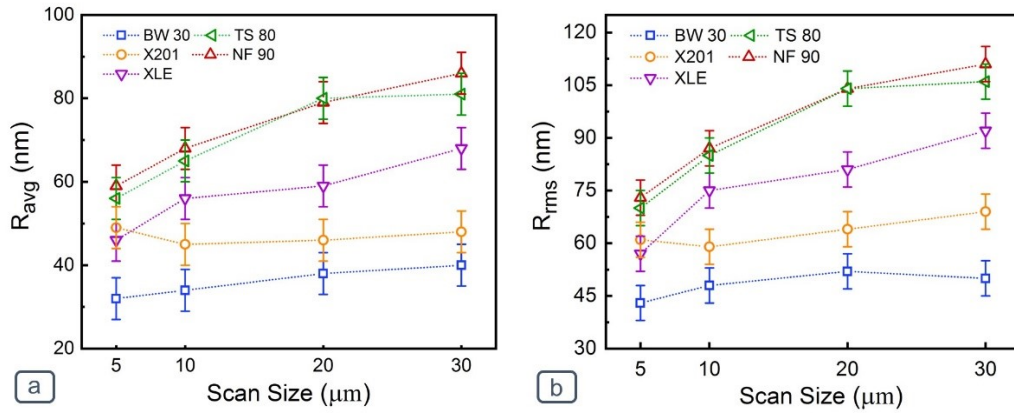 100
80
60
40
20
R_avg (nm)
BW 30 TS 80
X201 NF 90
XLE
5 10 20 30
Scan Size (μm)
a
120
105
90
75
60
45
30
R_rms (nm)
BW 30 TS 80
X201 NF 90
XLE
5 10 20 30
Scan Size (μm)
b